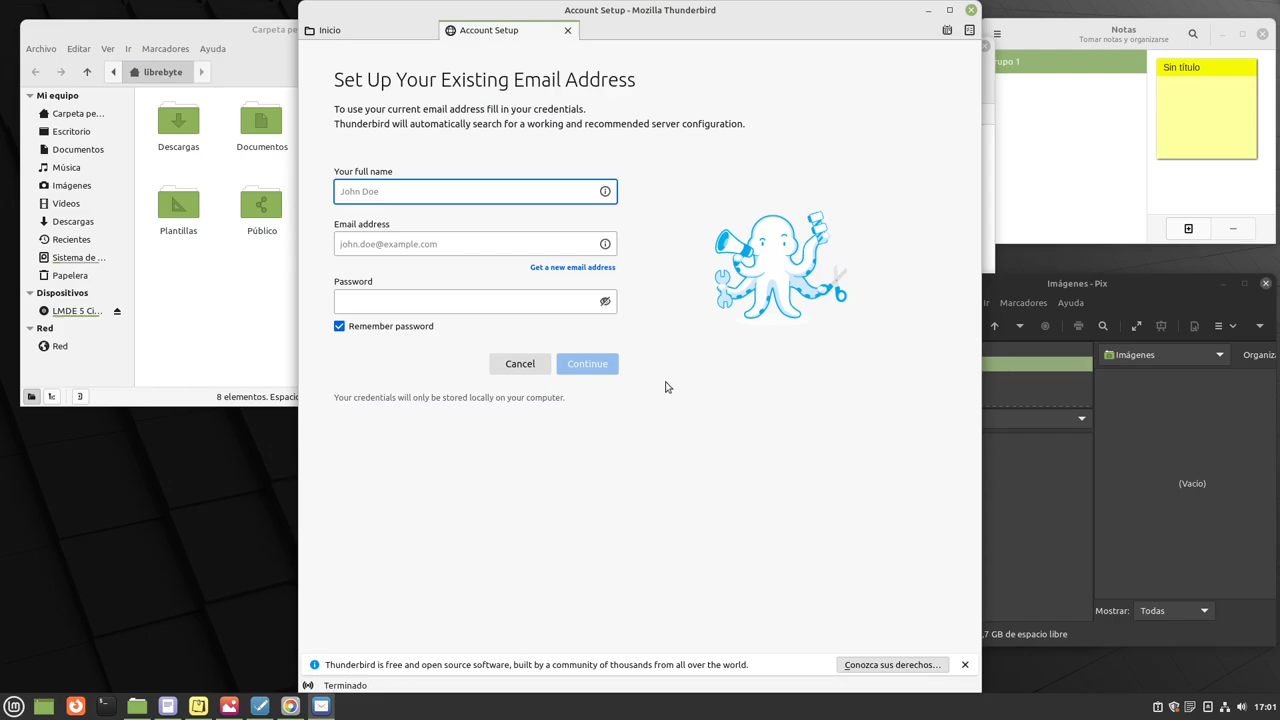 Carpeta pe
Archivo Editar Ver Ir Marcadores Ayuda
librebyte
Mi equipo
Carpeta pe...
Escritorio
Documentos
Música
Imágenes
Vídeos
Descargas
Recientes
Sistema de ...
Papelera
Dispositivos
LMDE 5 Ci...
Red
Red
Descargas
Documentos
Plantillas
Público
8 elementos. Espacio
Account Setup - Mozilla Thunderbird
Inicio
Account Setup
Set Up Your Existing Email Address
To use your current email address fill in your credentials.
Thunderbird will automatically search for a working and recommended server configuration.
Your full name
John Doe
Email address
john.doe@example.com
Get a new email address
Password
Remember password
Cancel
Continue
Your credentials will only be stored locally on your computer.
Thunderbird is free and open source software, built by a community of thousands from all over the world.
Conozca sus derechos...
Terminado
Notas
Tomar notas y organizarse
rupo 1
Sin título
Imágenes - Pix
Ir Marcadores Ayuda
Imágenes
Organiz
(Vacío)
Mostrar: Todas
,7 GB de espacio libre
17:01